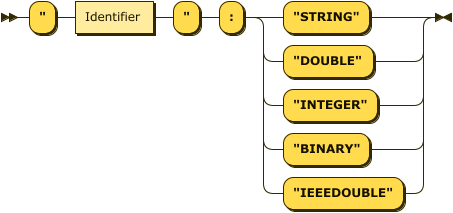 " Identifier " : "STRING"
"DOUBLE"
"INTEGER"
"BINARY"
"IEEEDOUBLE"